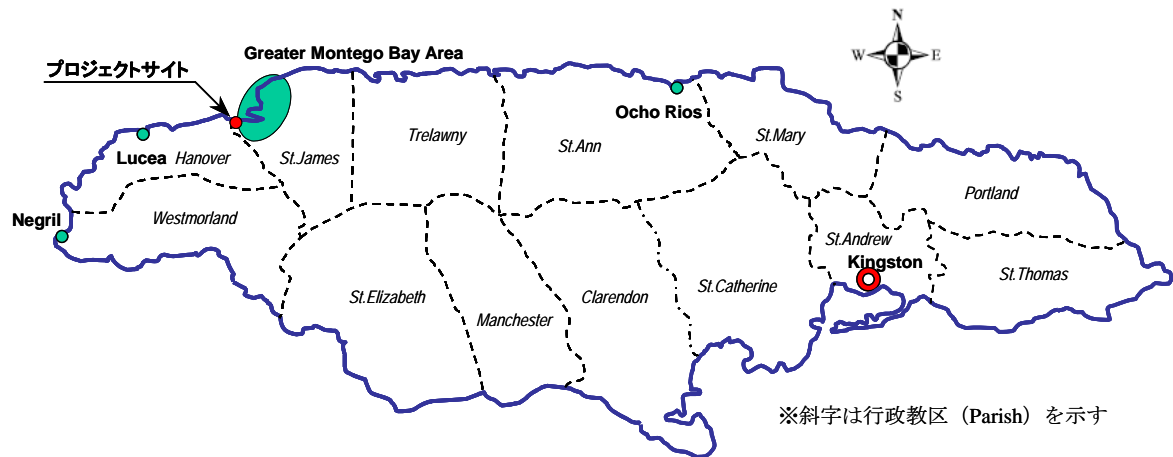 N
W
E
S
Greater Montego Bay Area
プロジェクトサイト
Ocho Rios
Trelawny
St.Ann
St.Mary
Lucea
Hanover
St.James
Portland
Negril
Westmorland
St.Andrew
Kingston
St.Thomas
St.Elizabeth
Manchester
Clarendon
St.Catherine
※斜字は行政教区（Parish）を示す